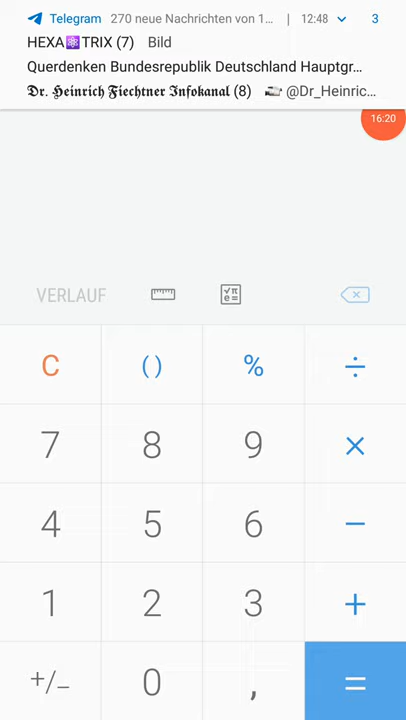 Telegram 270 neue Nachrichten von 1... | 12:48 3
HEXA⚛TRIX (7) Bild
Querdenken Bundesrepublik Deutschland Hauptgr...
𝕯𝖗. 𝕳𝖊𝖎𝖓𝖗𝖎𝖈𝖍 𝕱𝖎𝖊𝖈𝖍𝖙𝖓𝖊𝖗 𝕴𝖓𝖋𝖔𝖐𝖆𝖓𝖆𝖑 (8) @Dr_Heinric...
16:20
VERLAUF √π e=
C ( ) % ÷
7 8 9 ×
4 5 6 −
1 2 3 +
+/− 0 , =